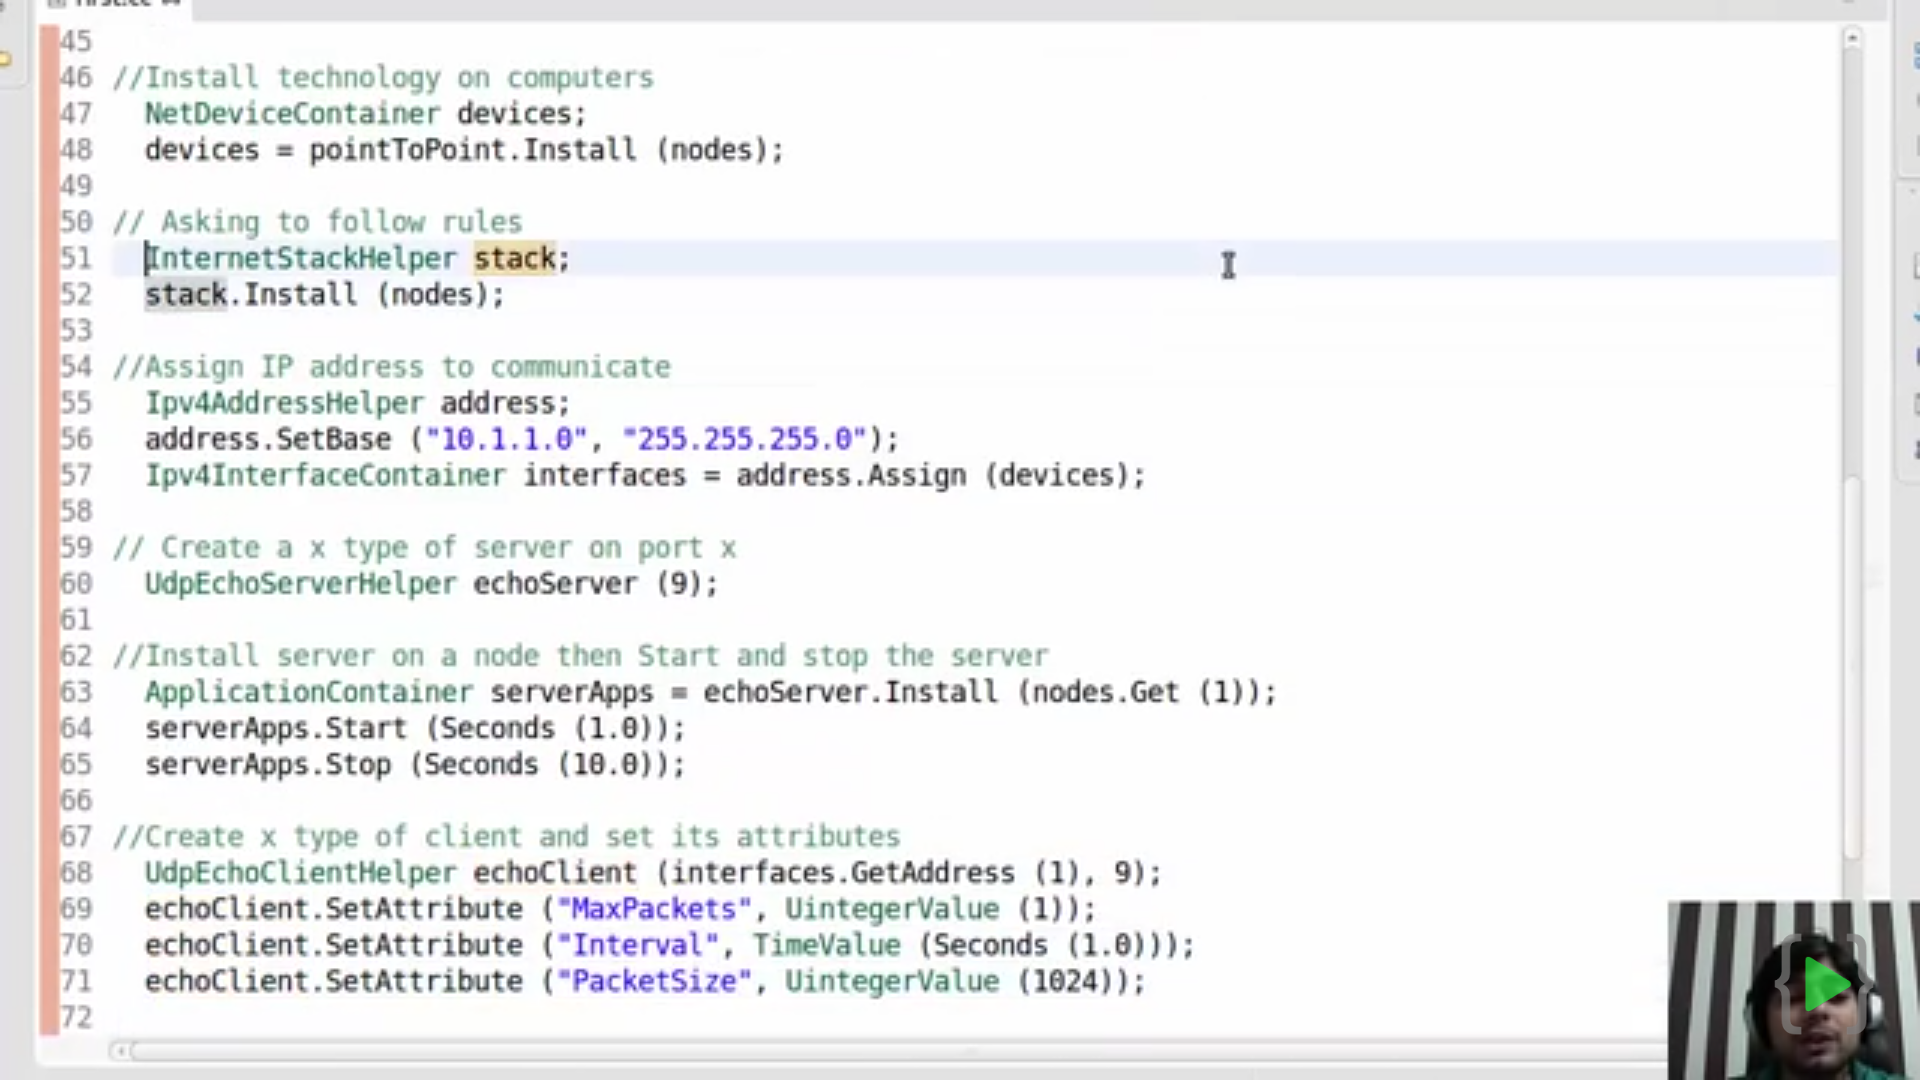 45
46 //Install technology on computers
47 NetDeviceContainer devices;
48 devices = pointToPoint.Install (nodes);
49
50 // Asking to follow rules
51 InternetStackHelper stack;
52 stack.Install (nodes);
53
54 //Assign IP address to communicate
55 Ipv4AddressHelper address;
56 address.SetBase ("10.1.1.0", "255.255.255.0");
57 Ipv4InterfaceContainer interfaces = address.Assign (devices);
58
59 // Create a x type of server on port x
60 UdpEchoServerHelper echoServer (9);
61
62 //Install server on a node then Start and stop the server
63 ApplicationContainer serverApps = echoServer.Install (nodes.Get (1));
64 serverApps.Start (Seconds (1.0));
65 serverApps.Stop (Seconds (10.0));
66
67 //Create x type of client and set its attributes
68 UdpEchoClientHelper echoClient (interfaces.GetAddress (1), 9);
69 echoClient.SetAttribute ("MaxPackets", UintegerValue (1));
70 echoClient.SetAttribute ("Interval", TimeValue (Seconds (1.0)));
71 echoClient.SetAttribute ("PacketSize", UintegerValue (1024));
72